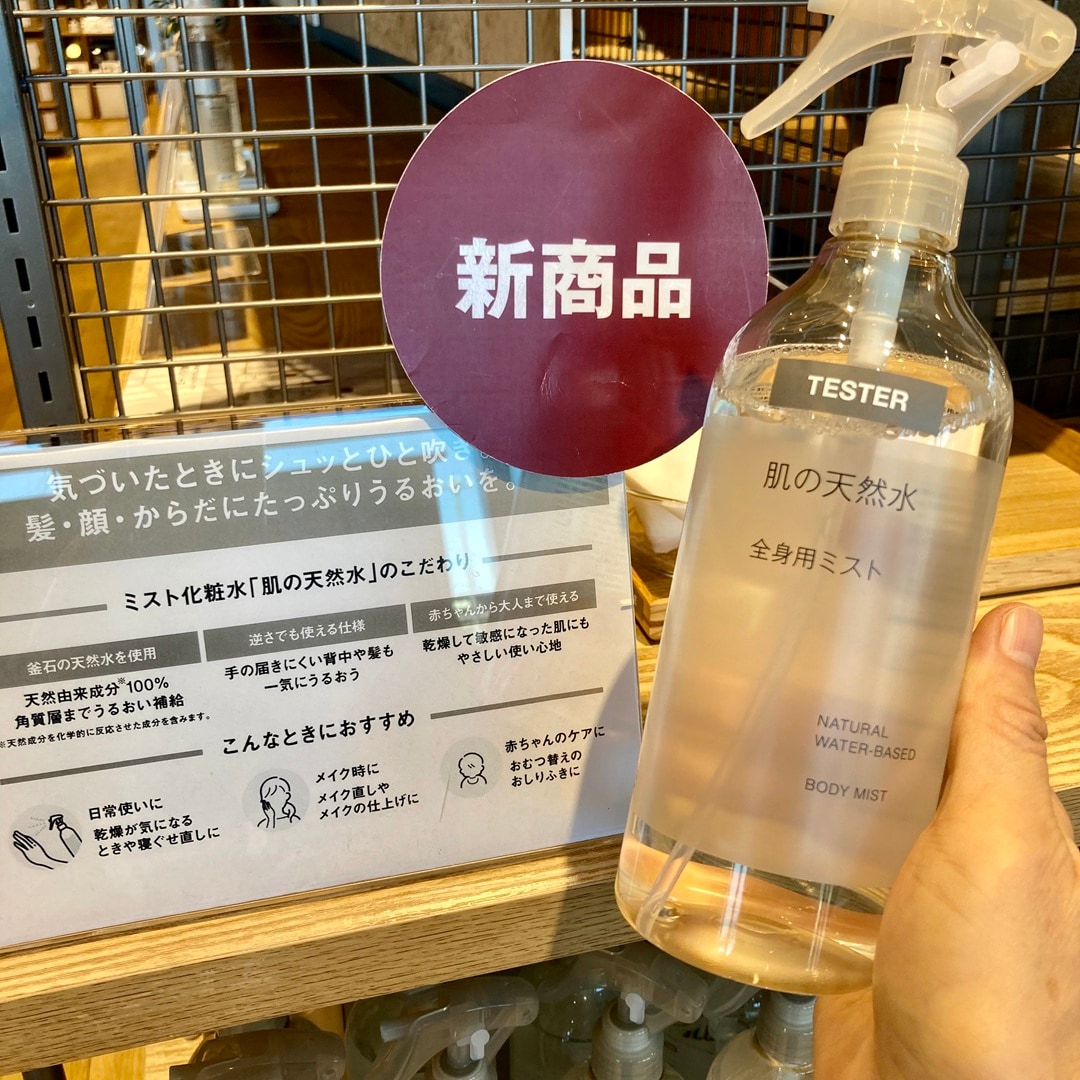 新商品
気づいたときにシュッとひと吹き
髪・顔・からだにたっぷりうるおいを。
ミスト化粧水「肌の天然水」のこだわり
釜石の天然水を使用
天然由来成分※100%
角質層までうるおい補給
※天然成分を化学的に反応させた成分を含みます。
逆さでも使える仕様
手の届きにくい背中や髪も
一気にうるおう
赤ちゃんから大人まで使える
乾燥して敏感になった肌にも
やさしい使い心地
こんなときにおすすめ
日常使いに
乾燥が気になる
ときや寝ぐせ直しに
メイク時に
メイク直しや
メイクの仕上げに
赤ちゃんのケアに
おむつ替えの
おしりふきに
TESTER
肌の天然水
全身用ミスト
NATURAL
WATER-BASED
BODY MIST